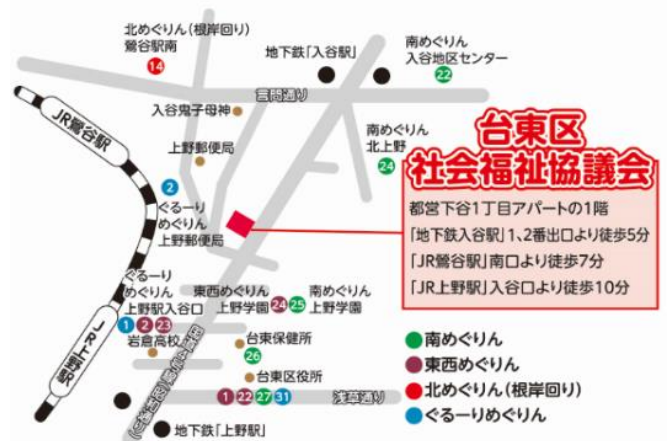 北めぐりん(根岸回り)
鶯谷駅南
14
地下鉄「入谷駅」
南めぐりん
入谷地区センター
22
言問通り
JR鶯谷駅
入谷鬼子母神
上野郵便局
南めぐりん
北上野
24
台東区
社会福祉協議会
都営下谷1丁目アパートの1階
「地下鉄入谷駅」1、2番出口より徒歩5分
「JR鶯谷駅」南口より徒歩7分
「JR上野駅」入谷口より徒歩10分
2
ぐるーり
めぐりん
上野郵便局
ぐるーり
めぐりん
上野駅入谷口
1 2 23
岩倉高校
東西めぐりん
上野学園
24 25
南めぐりん
上野学園
JR上野駅
台東保健所
26
台東区役所
1 22 27 31
浅草通り
地下鉄「上野駅」
南めぐりん
東西めぐりん
北めぐりん(根岸回り)
ぐるーりめぐりん